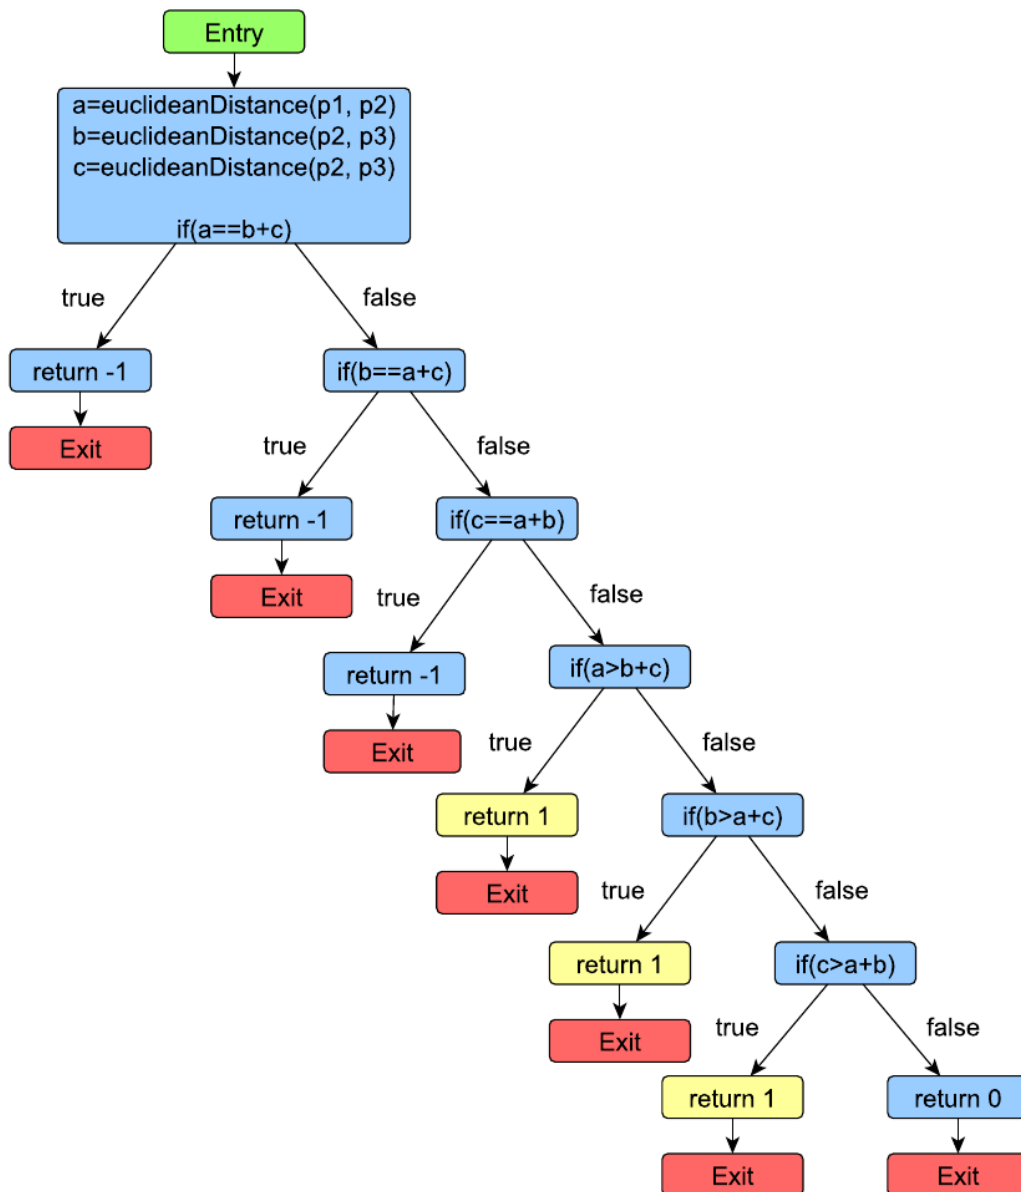 Entry
a=euclideanDistance(p1, p2)
b=euclideanDistance(p2, p3)
c=euclideanDistance(p2, p3)
if(a==b+c)
true
false
return -1
if(b==a+c)
Exit
true
false
return -1
if(c==a+b)
Exit
true
false
return -1
if(a>b+c)
Exit
true
false
return 1
if(b>a+c)
Exit
true
false
return 1
if(c>a+b)
Exit
true
false
return 1
return 0
Exit
Exit